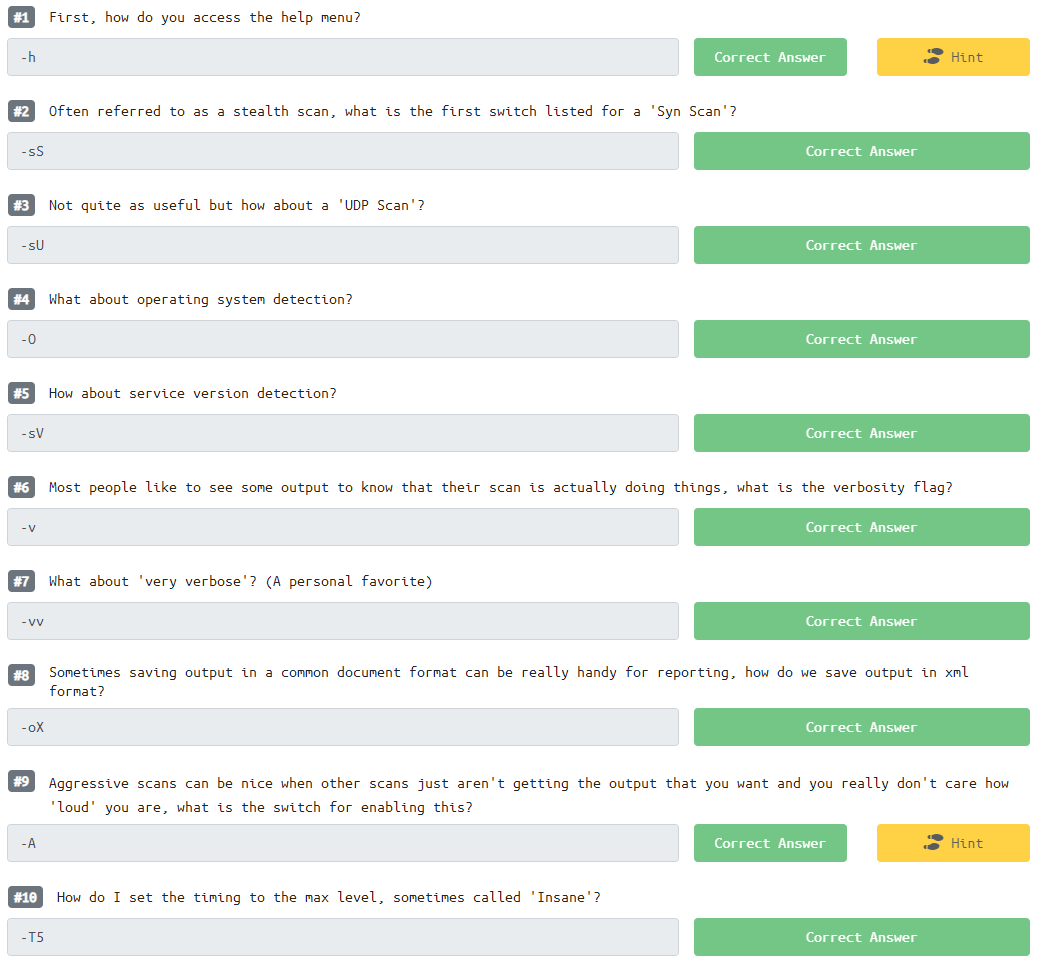 #1 First, how do you access the help menu?
-h Correct Answer Hint
#2 Often referred to as a stealth scan, what is the first switch listed for a 'Syn Scan'?
-sS Correct Answer
#3 Not quite as useful but how about a 'UDP Scan'?
-sU Correct Answer
#4 What about operating system detection?
-O Correct Answer
#5 How about service version detection?
-sV Correct Answer
#6 Most people like to see some output to know that their scan is actually doing things, what is the verbosity flag?
-v Correct Answer
#7 What about 'very verbose'? (A personal favorite)
-vv Correct Answer
#8 Sometimes saving output in a common document format can be really handy for reporting, how do we save output in xml
format?
-oX Correct Answer
#9 Aggressive scans can be nice when other scans just aren't getting the output that you want and you really don't care how
'loud' you are, what is the switch for enabling this?
-A Correct Answer Hint
#10 How do I set the timing to the max level, sometimes called 'Insane'?
-T5 Correct Answer